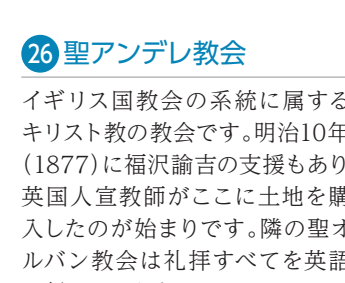 26 聖アンデレ教会
イギリス国教会の系統に属する
キリスト教の教会です。明治10年
(1877)に福沢諭吉の支援もあり
英国人宣教師がここに土地を購
入したのが始まりです。隣の聖オ
ルバン教会は礼拝すべてを英語